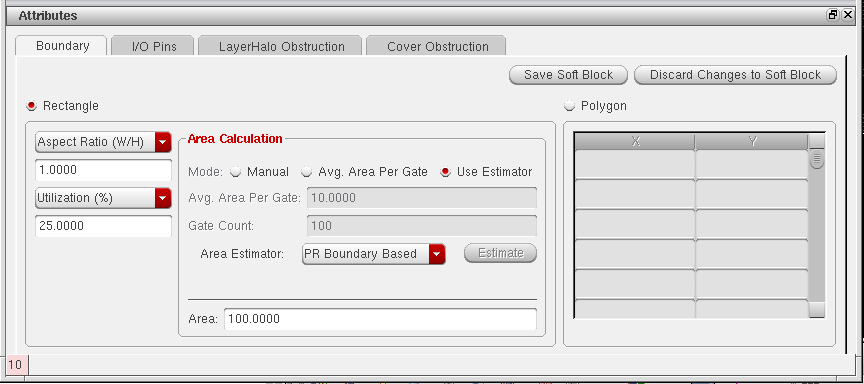 Attributes
Boundary I/O Pins LayerHalo Obstruction Cover Obstruction
Save Soft Block Discard Changes to Soft Block
Rectangle Polygon
Aspect Ratio (W/H) Area Calculation X Y
1.0000 Mode: Manual Avg. Area Per Gate Use Estimator
Utilization (%) Avg. Area Per Gate: 10.0000
25.0000 Gate Count: 100
Area Estimator: PR Boundary Based Estimate
Area: 100.0000
10